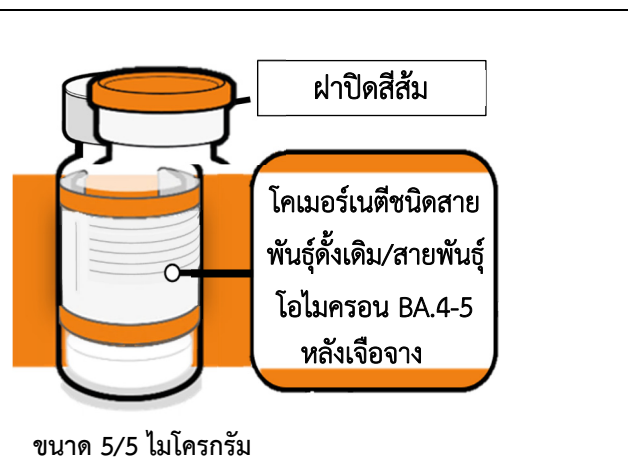 ฝาปิดสีส้ม
โคเมอร์เนตีชนิดสาย
พันธุ์ดั้งเดิม/สายพันธุ์
โอไมครอน BA.4-5
หลังเจือจาง
ขนาด 5/5 ไมโครกรัม